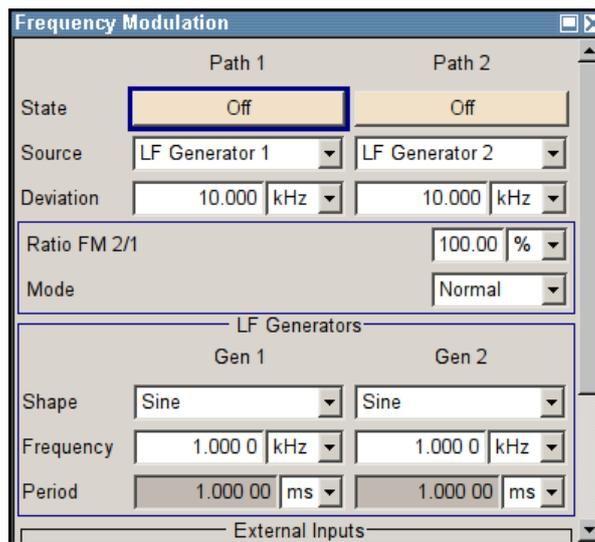 Frequency Modulation
Path 1 Path 2
State Off Off
Source LF Generator 1 LF Generator 2
Deviation 10.000 kHz 10.000 kHz
Ratio FM 2/1 100.00 %
Mode Normal
LF Generators
Gen 1 Gen 2
Shape Sine Sine
Frequency 1.000 0 kHz 1.000 0 kHz
Period 1.000 00 ms 1.000 00 ms
External Inputs